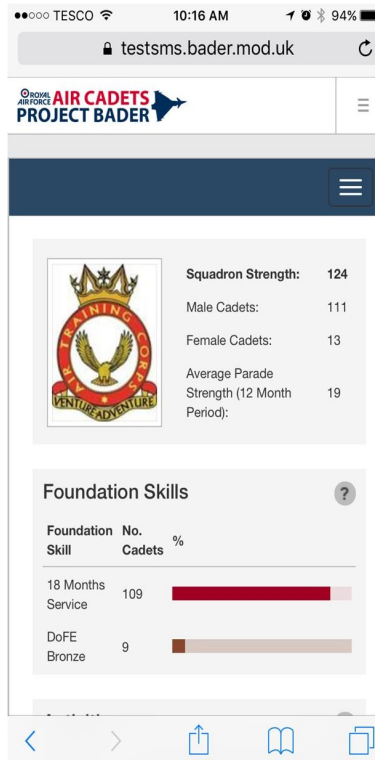 TESCO 10:16 AM 94%
testsms.bader.mod.uk
ROYAL
AIR FORCE AIR CADETS
PROJECT BADER
AIR TRAINING CORPS
VENTURE ADVENTURE
Squadron Strength: 124
Male Cadets: 111
Female Cadets: 13
Average Parade
Strength (12 Month 19
Period):
Foundation Skills ?
Foundation No.
Skill Cadets %
18 Months
Service 109
DoFE
Bronze 9